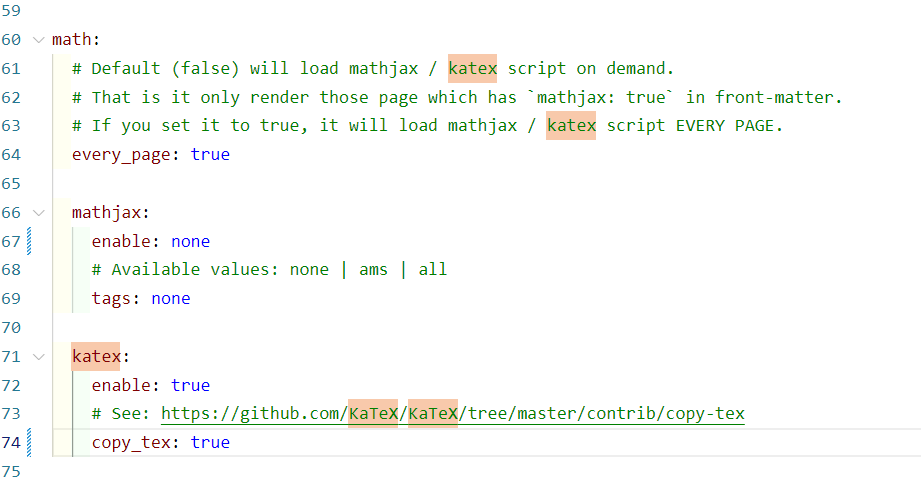 59
60 math:
61 # Default (false) will load mathjax / katex script on demand.
62 # That is it only render those page which has `mathjax: true` in front-matter.
63 # If you set it to true, it will load mathjax / katex script EVERY PAGE.
64 every_page: true
65
66 mathjax:
67 enable: none
68 # Available values: none | ams | all
69 tags: none
70
71 katex:
72 enable: true
73 # See: https://github.com/KaTeX/KaTeX/tree/master/contrib/copy-tex
74 copy_tex: true
75